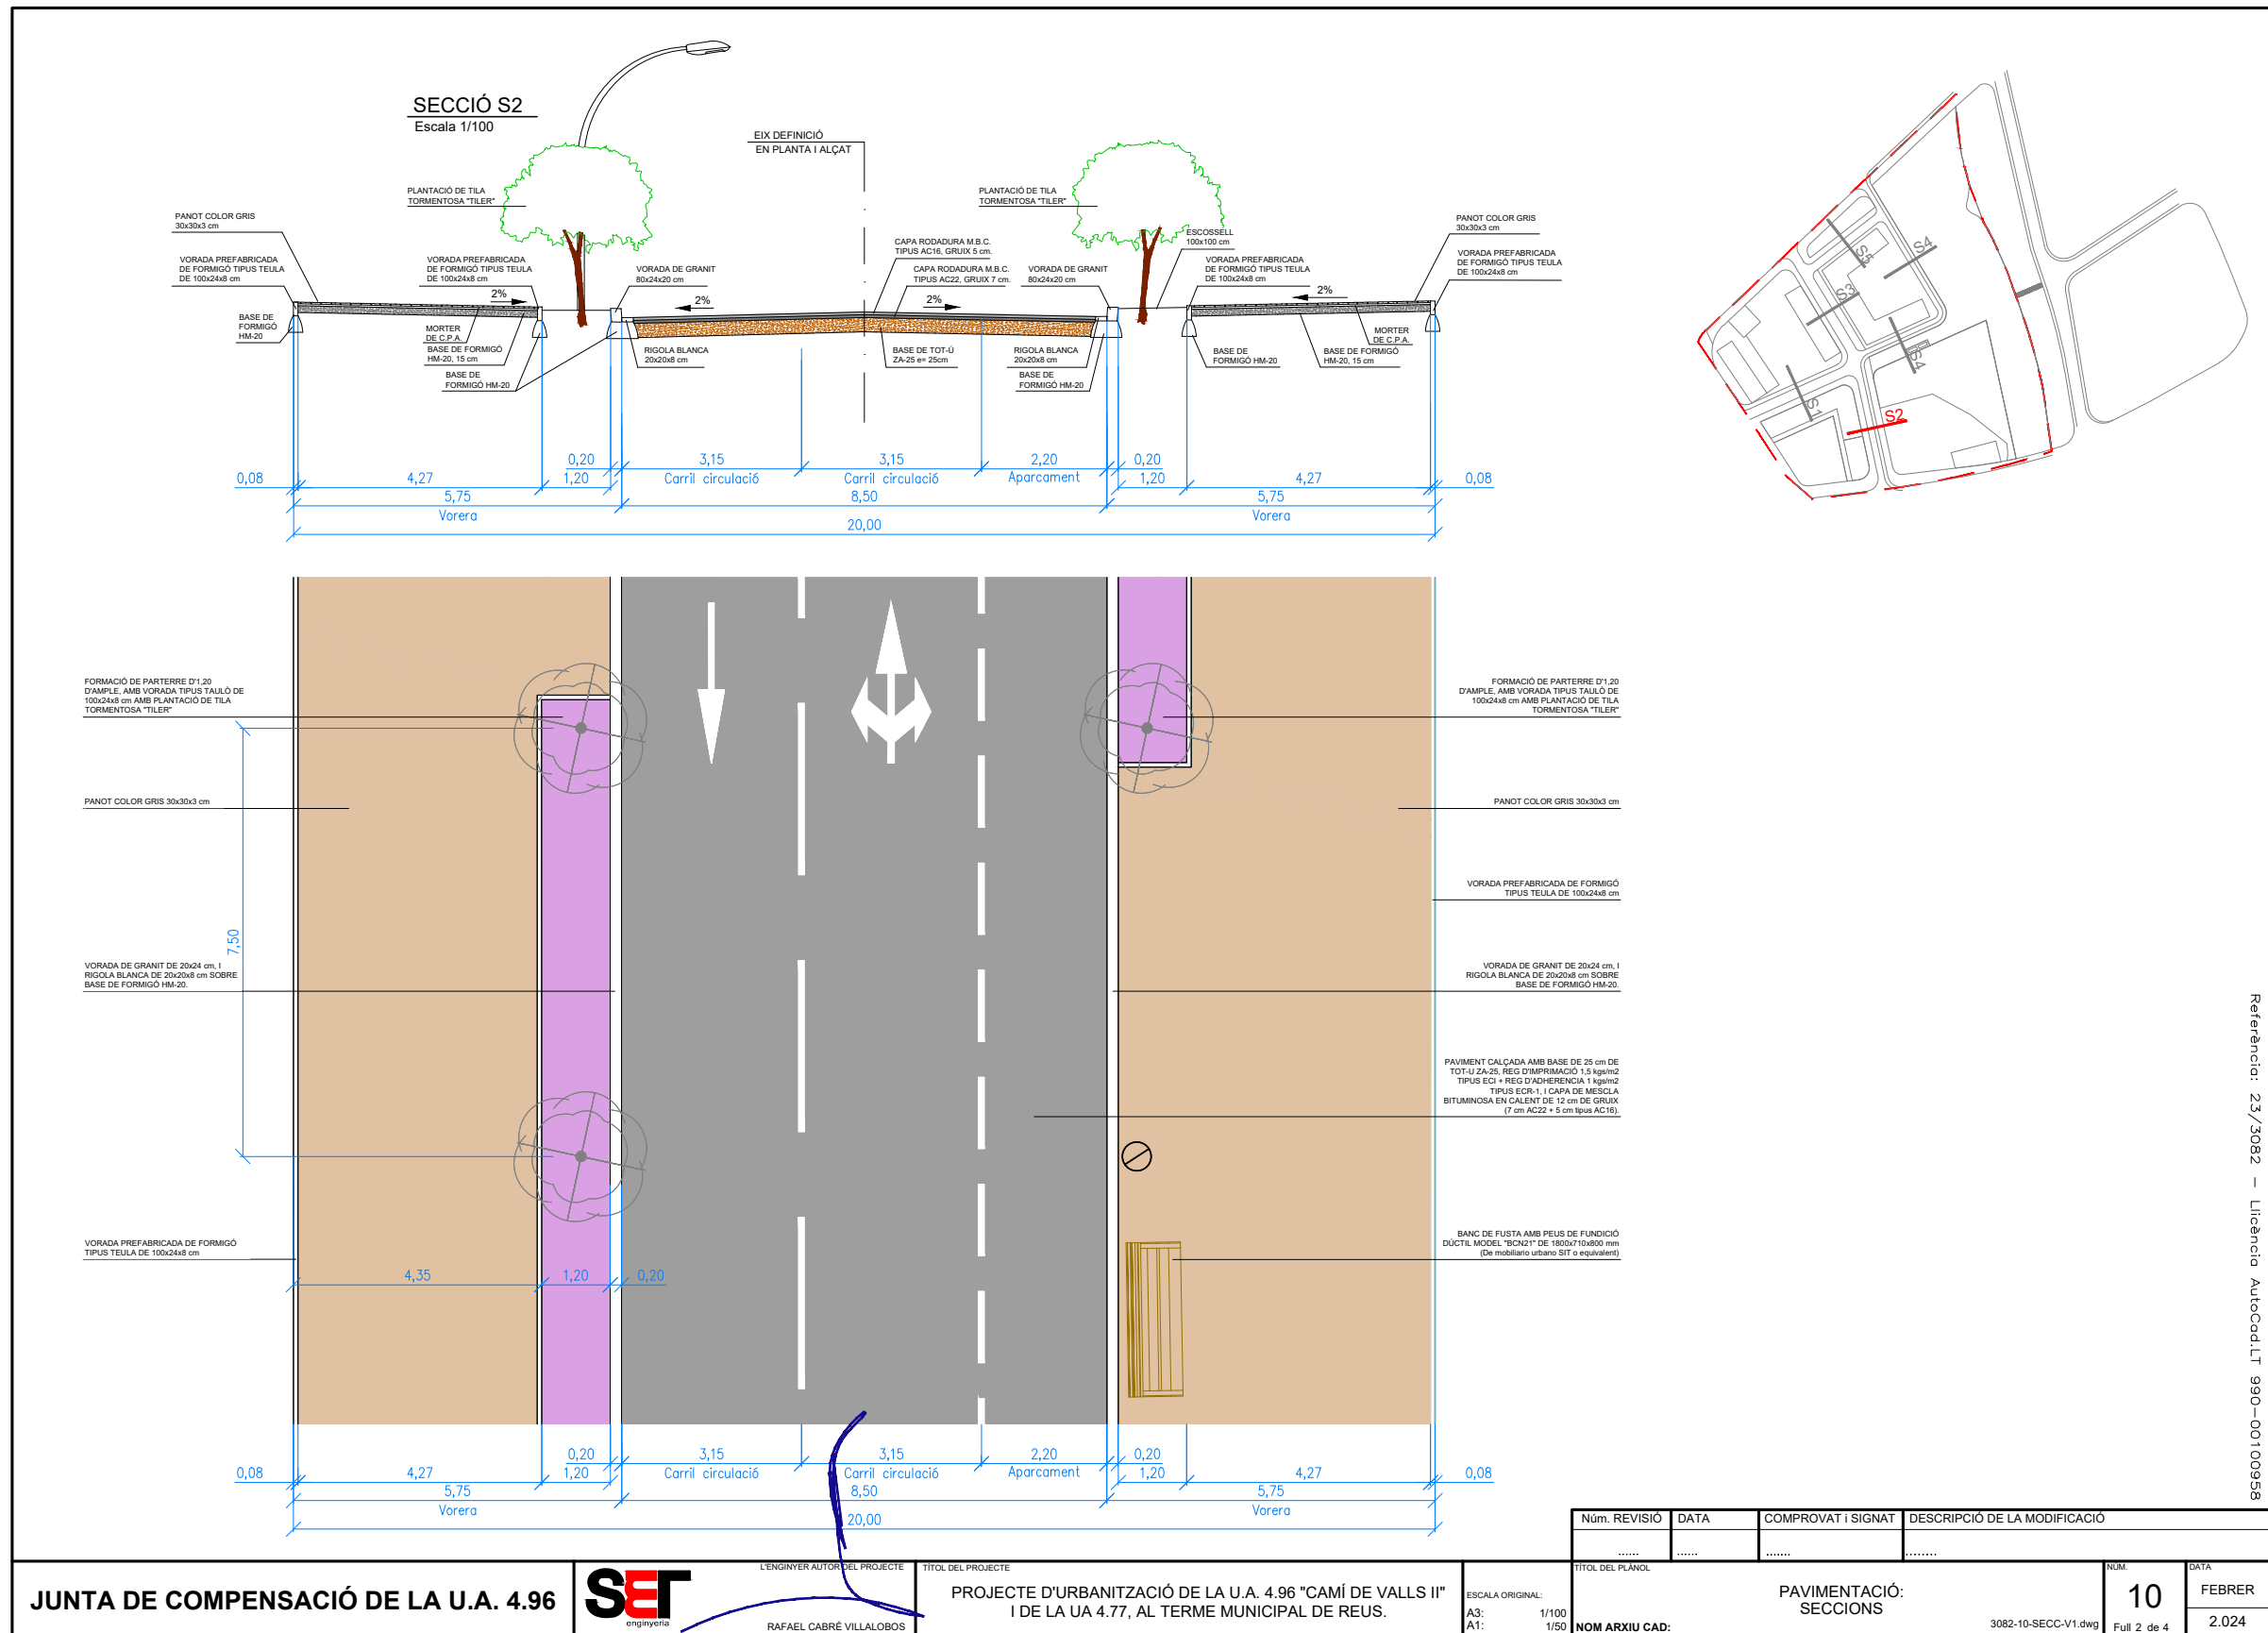 SECCIÓ S2
Escala 1/100
EIX DEFINICIÓ
EN PLANTA I ALÇAT
PLANTACIÓ DE TILA
TORMENTOSA "TILER"
PLANTACIÓ DE TILA
TORMENTOSA "TILER"
PANOT COLOR GRIS
30x30x3 cm
VORADA PREFABRICADA
DE FORMIGÓ TIPUS TEULA
DE 100x24x8 cm
VORADA PREFABRICADA
DE FORMIGÓ TIPUS TEULA
DE 100x24x8 cm
VORADA DE GRANIT
80x24x20 cm
CAPA RODADURA M.B.C.
TIPUS AC16, GRUIX 5 cm.
CAPA RODADURA M.B.C.
TIPUS AC22, GRUIX 7 cm.
VORADA DE GRANIT
80x24x20 cm
ESCOSSELL
100x100 cm
VORADA PREFABRICADA
DE FORMIGÓ TIPUS TEULA
DE 100x24x8 cm
PANOT COLOR GRIS
30x30x3 cm
VORADA PREFABRICADA
DE FORMIGÓ TIPUS TEULA
DE 100x24x8 cm
2%
2%
2%
2%
BASE DE
FORMIGÓ
HM-20
MORTER
DE C.P.A.
BASE DE FORMIGÓ
HM-20, 15 cm
BASE DE
FORMIGÓ HM-20
RIGOLA BLANCA
20x20x8 cm
BASE DE TOT-Ú
ZA-25 e= 25cm
RIGOLA BLANCA
20x20x8 cm
BASE DE
FORMIGÓ HM-20
BASE DE
FORMIGÓ HM-20
MORTER
DE C.P.A.
BASE DE FORMIGÓ
HM-20, 15 cm
0,20 3,15 3,15 2,20 0,20
0,08 4,27 1,20 Carril circulació Carril circulació Aparcament 1,20 4,27 0,08
5,75 8,50 5,75
Vorera Vorera
20,00
S5
S4
S3
S4
S1
S2
FORMACIÓ DE PARTERRE D'1,20
D'AMPLE, AMB VORADA TIPUS TAULÒ DE
100x24x8 cm AMB PLANTACIÓ DE TILA
TORMENTOSA "TILER"
PANOT COLOR GRIS 30x30x3 cm
7,50
VORADA DE GRANIT DE 20x24 cm, I
RIGOLA BLANCA DE 20x20x8 cm SOBRE
BASE DE FORMIGÓ HM-20.
VORADA PREFABRICADA DE FORMIGÓ
TIPUS TEULA DE 100x24x8 cm
4,35 1,20 0,20
FORMACIÓ DE PARTERRE D'1,20
D'AMPLE, AMB VORADA TIPUS TAULÒ DE
100x24x8 cm AMB PLANTACIÓ DE TILA
TORMENTOSA "TILER"
PANOT COLOR GRIS 30x30x3 cm
VORADA PREFABRICADA DE FORMIGÓ
TIPUS TEULA DE 100x24x8 cm
VORADA DE GRANIT DE 20x24 cm, I
RIGOLA BLANCA DE 20x20x8 cm SOBRE
BASE DE FORMIGÓ HM-20.
PAVIMENT CALÇADA AMB BASE DE 25 cm DE
TOT-U ZA-25, REG D'IMPRIMACIÓ 1,5 kgs/m2
TIPUS ECI + REG D'ADHERENCIA 1 kgs/m2
TIPUS ECR-1, I CAPA DE MESCLA
BITUMINOSA EN CALENT DE 12 cm DE GRUIX
(7 cm AC22 + 5 cm tipus AC16).
BANC DE FUSTA AMB PEUS DE FUNDICIÓ
DÚCTIL MODEL "BCN21" DE 1800x710x800 mm
(De mobiliario urbano SIT o equivalent)
0,20 3,15 3,15 2,20 0,20
0,08 4,27 1,20 Carril circulació Carril circulació Aparcament 1,20 4,27 0,08
5,75 8,50 5,75
Vorera Vorera
20,00
Referència: 23/3082 - Llicència AutoCad.LT 990-00100958
Núm. REVISIÓ DATA COMPROVAT i SIGNAT DESCRIPCIÓ DE LA MODIFICACIÓ
...... ...... ....... ........
JUNTA DE COMPENSACIÓ DE LA U.A. 4.96
SET
enginyeria
L'ENGINYER AUTOR DEL PROJECTE
RAFAEL CABRÉ VILLALOBOS
TÍTOL DEL PROJECTE
PROJECTE D'URBANITZACIÓ DE LA U.A. 4.96 "CAMÍ DE VALLS II"
I DE LA UA 4.77, AL TERME MUNICIPAL DE REUS.
ESCALA ORIGINAL:
A3: 1/100
A1: 1/50
TÍTOL DEL PLÀNOL
PAVIMENTACIÓ:
SECCIONS
NOM ARXIU CAD: 3082-10-SECC-V1.dwg
NÚM.
10
Full 2 de 4
DATA
FEBRER
2.024